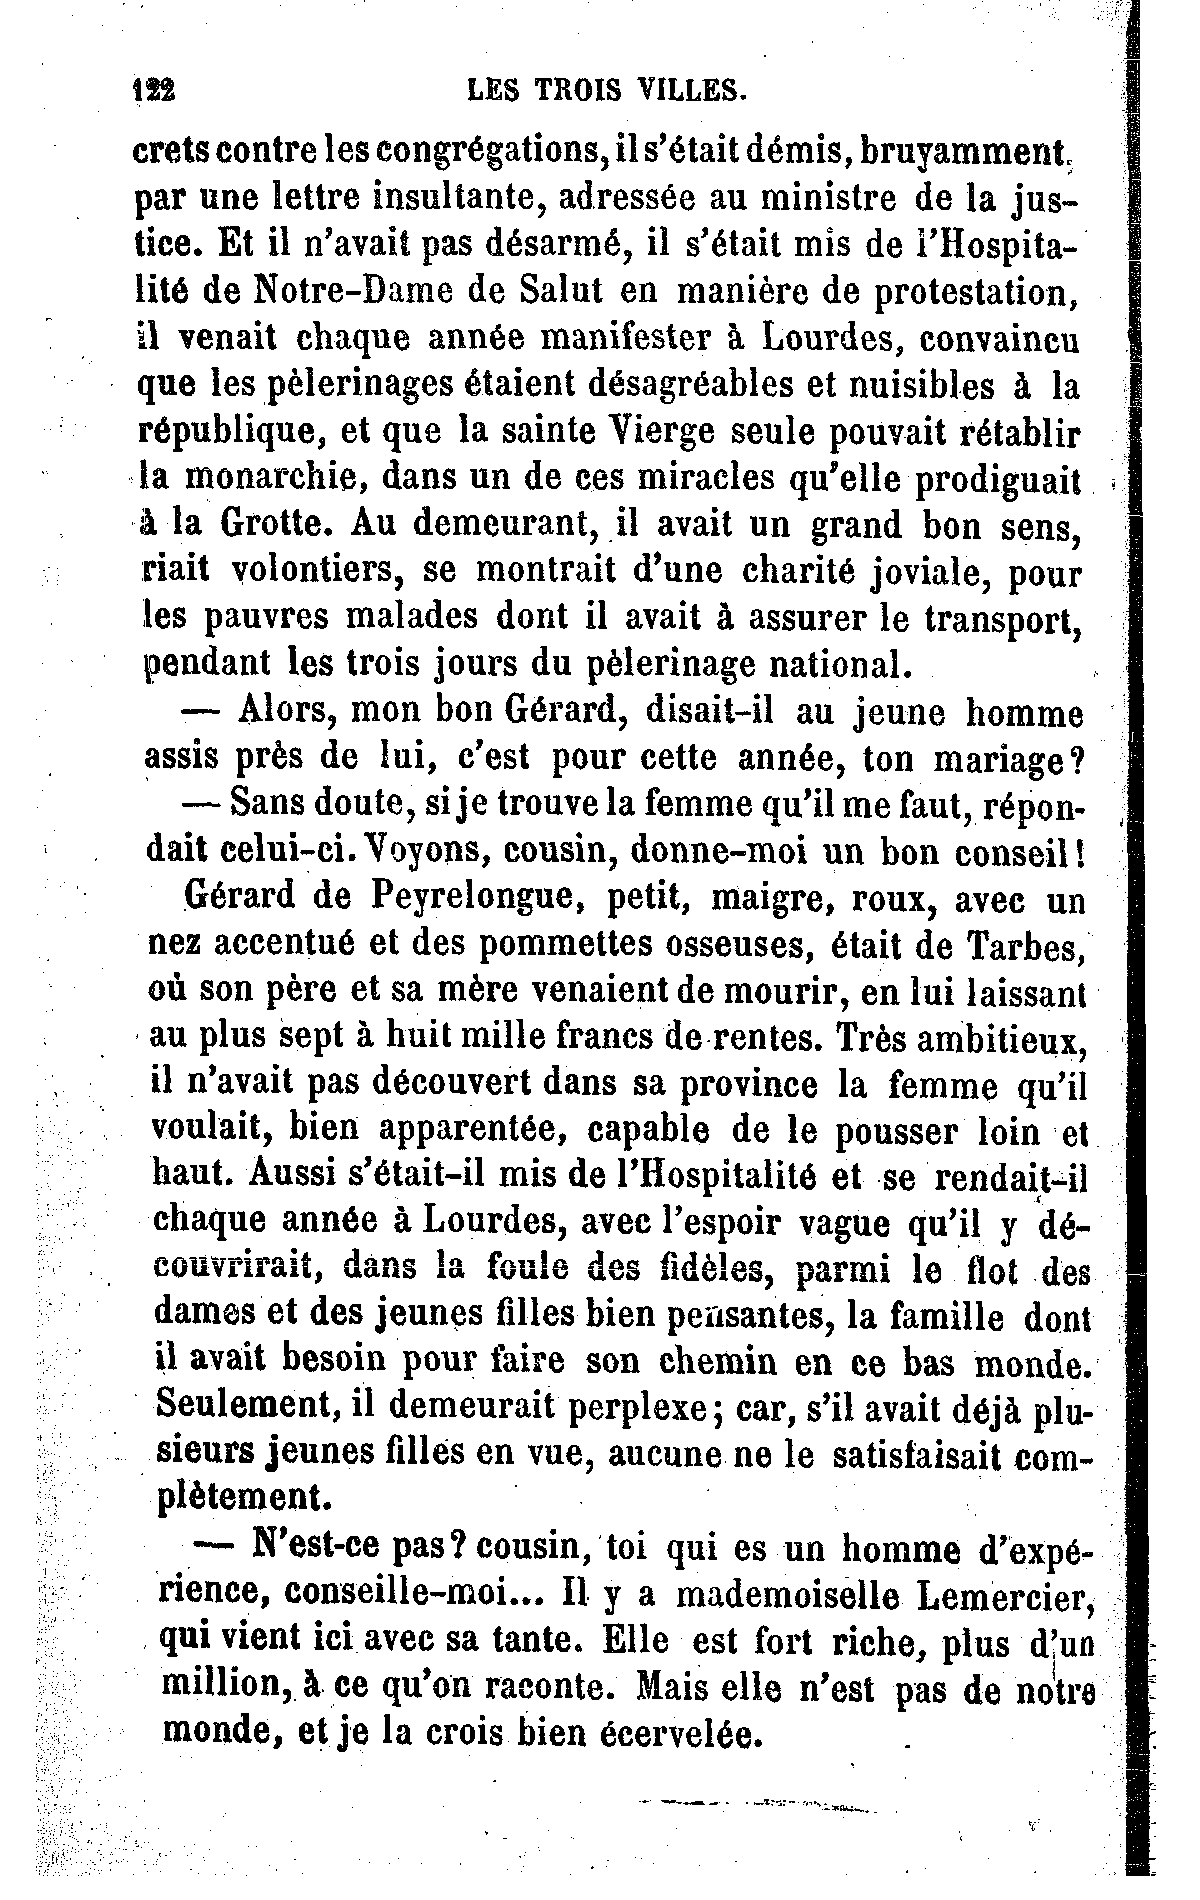 122 LES TROIS VILLES.
crets contre les congrégations, il s'était démis, bruyamment,
par une lettre insultante, adressée au ministre de la jus-
tice. Et il n'avait pas désarmé, il s'était mis de l'Hospita-
lité de Notre-Dame de Salut en manière de protestation,
il venait chaque année manifester à Lourdes, convaincu
que les pèlerinages étaient désagréables et nuisibles à la
république, et que la sainte Vierge seule pouvait rétablir
la monarchie, dans un de ces miracles qu'elle prodiguait
à la Grotte. Au demeurant, il avait un grand bon sens,
riait volontiers, se montrait d'une charité joviale, pour
les pauvres malades dont il avait à assurer le transport,
pendant les trois jours du pèlerinage national.
— Alors, mon bon Gérard, disait-il au jeune homme
assis près de lui, c'est pour cette année, ton mariage?
— Sans doute, si je trouve la femme qu'il me faut, répon-
dait celui-ci. Voyons, cousin, donne-moi un bon conseil!
Gérard de Peyrelongue, petit, maigre, roux, avec un
nez accentué et des pommettes osseuses, était de Tarbes,
où son père et sa mère venaient de mourir, en lui laissant
au plus sept à huit mille francs de rentes. Très ambitieux,
il n'avait pas découvert dans sa province la femme qu'il
voulait, bien apparentée, capable de le pousser loin et
haut. Aussi s'était-il mis de l'Hospitalité et se rendait-il
chaque année à Lourdes, avec l'espoir vague qu'il y dé-
couvrirait, dans la foule des fidèles, parmi le flot des
dames et des jeunes filles bien pensantes, la famille dont
il avait besoin pour faire son chemin en ce bas monde.
Seulement, il demeurait perplexe; car, s'il avait déjà plu-
sieurs jeunes filles en vue, aucune ne le satisfaisait com-
plètement.
— N'est-ce pas? cousin, toi qui es un homme d'expé-
rience, conseille-moi... Il y a mademoiselle Lemercier,
qui vient ici avec sa tante. Elle est fort riche, plus d'un
million, à ce qu'on raconte. Mais elle n'est pas de notre
monde, et je la crois bien écervelée.